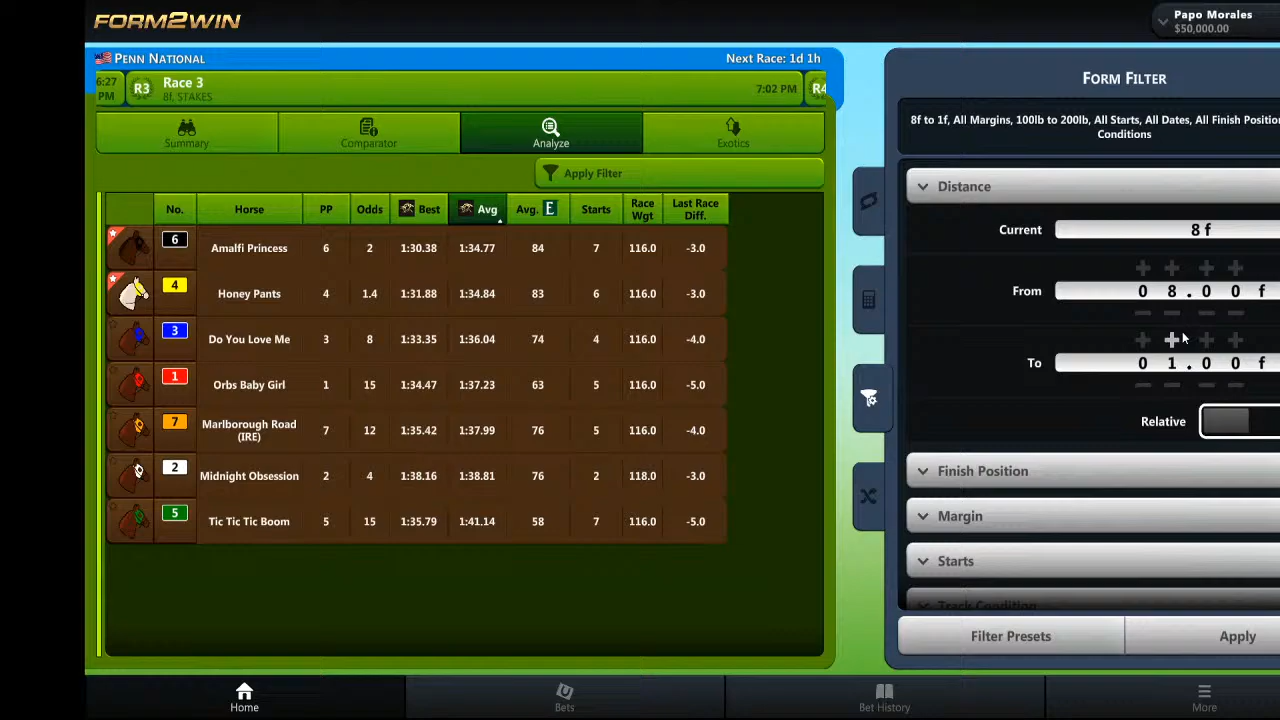 FORM2WIN
Papo Morales
$50,000.00
PENN NATIONAL
Next Race: 1d 1h
6:27
PM
R3
Race 3
8f, STAKES
7:02 PM
R4
Summary
Comparator
Analyze
Exotics
Apply Filter
No. Horse PP Odds Best Avg Avg. E Starts Race Wgt Last Race Diff.
6 Amalfi Princess 6 2 1:30.38 1:34.77 84 7 116.0 -3.0
4 Honey Pants 4 1.4 1:31.88 1:34.84 83 6 116.0 -3.0
3 Do You Love Me 3 8 1:33.35 1:36.04 74 4 116.0 -4.0
1 Orbs Baby Girl 1 15 1:34.47 1:37.23 63 5 116.0 -5.0
7 Marlborough Road (IRE) 7 12 1:35.42 1:37.99 76 5 116.0 -4.0
2 Midnight Obsession 2 4 1:38.16 1:38.81 76 2 118.0 -3.0
5 Tic Tic Tic Boom 5 15 1:35.79 1:41.14 58 7 116.0 -5.0
FORM FILTER
8f to 1f, All Margins, 100lb to 200lb, All Starts, All Dates, All Finish Position
Conditions
Distance
Current 8 f
From 0 8 . 0 0 f
To 0 1 . 0 0 f
Relative
Finish Position
Margin
Starts
Track Condition
Filter Presets
Apply
Home
Bets
Bet History
More